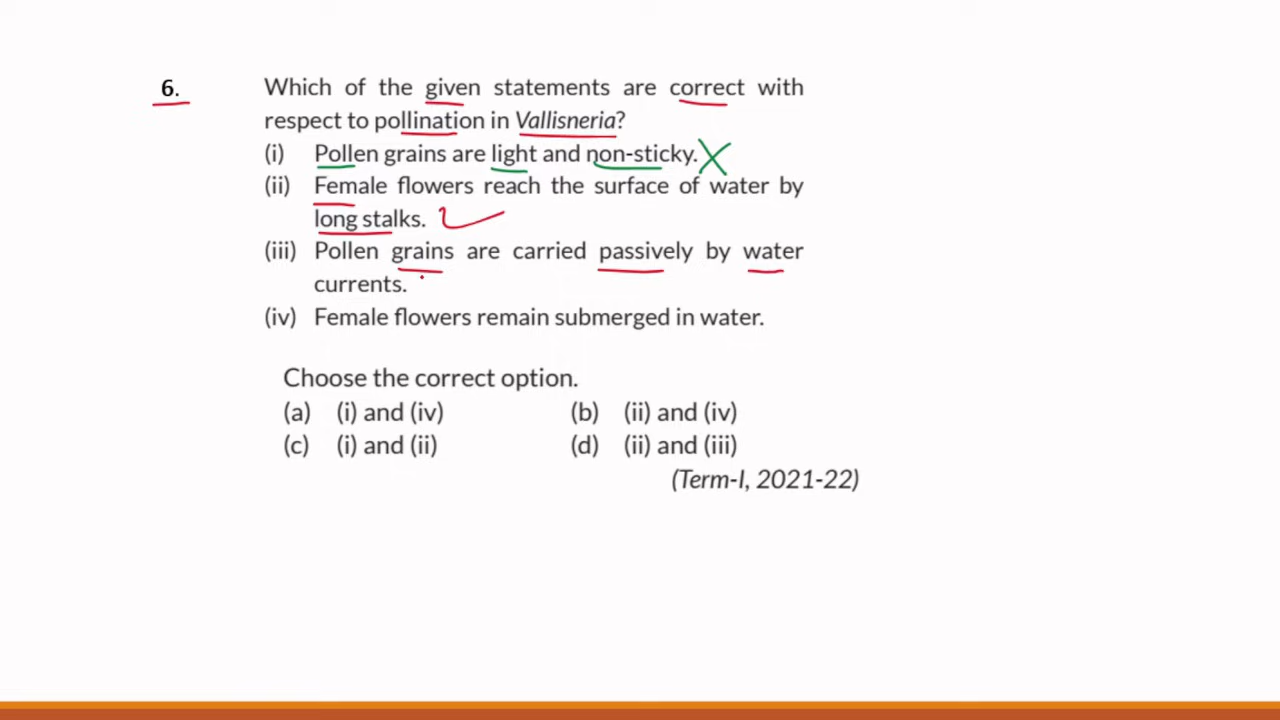 6. Which of the given statements are correct with
respect to pollination in Vallisneria?
(i) Pollen grains are light and non-sticky.
(ii) Female flowers reach the surface of water by
long stalks.
(iii) Pollen grains are carried passively by water
currents.
(iv) Female flowers remain submerged in water.
Choose the correct option.
(a) (i) and (iv) (b) (ii) and (iv)
(c) (i) and (ii) (d) (ii) and (iii)
(Term-I, 2021-22)